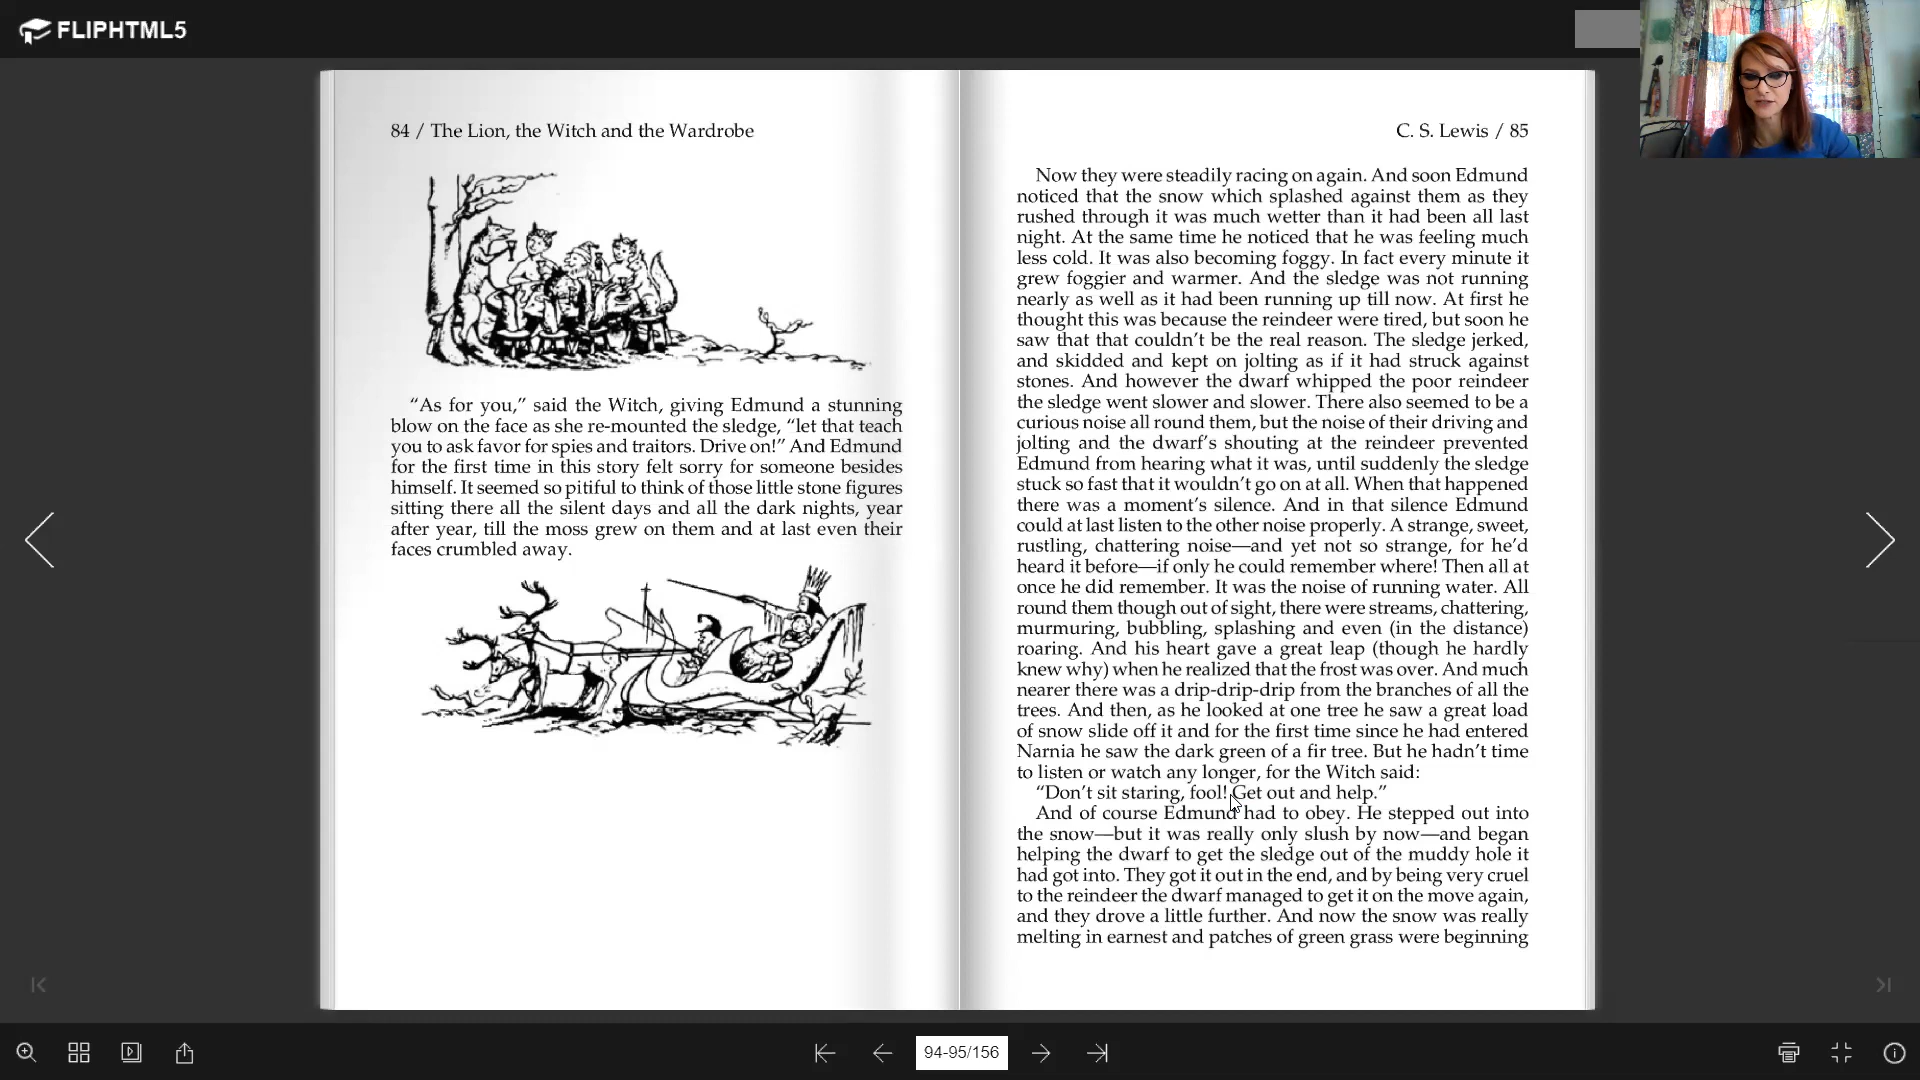 FLIPHTML5
84 / The Lion, the Witch and the Wardrobe
“As for you,” said the Witch, giving Edmund a stunning
blow on the face as she re-mounted the sledge, “let that teach
you to ask favor for spies and traitors. Drive on!” And Edmund
for the first time in this story felt sorry for someone besides
himself. It seemed so pitiful to think of those little stone figures
sitting there all the silent days and all the dark nights, year
after year, till the moss grew on them and at last even their
faces crumbled away.
C. S. Lewis / 85
Now they were steadily racing on again. And soon Edmund
noticed that the snow which splashed against them as they
rushed through it was much wetter than it had been all last
night. At the same time he noticed that he was feeling much
less cold. It was also becoming foggy. In fact every minute it
grew foggier and warmer. And the sledge was not running
nearly as well as it had been running up till now. At first he
thought this was because the reindeer were tired, but soon he
saw that that couldn’t be the real reason. The sledge jerked,
and skidded and kept on jolting as if it had struck against
stones. And however the dwarf whipped the poor reindeer
the sledge went slower and slower. There also seemed to be a
curious noise all round them, but the noise of their driving and
jolting and the dwarf’s shouting at the reindeer prevented
Edmund from hearing what it was, until suddenly the sledge
stuck so fast that it wouldn’t go on at all. When that happened
there was a moment’s silence. And in that silence Edmund
could at last listen to the other noise properly. A strange, sweet,
rustling, chattering noise—and yet not so strange, for he’d
heard it before—if only he could remember where! Then all at
once he did remember. It was the noise of running water. All
round them though out of sight, there were streams, chattering,
murmuring, bubbling, splashing and even (in the distance)
roaring. And his heart gave a great leap (though he hardly
knew why) when he realized that the frost was over. And much
nearer there was a drip-drip-drip from the branches of all the
trees. And then, as he looked at one tree he saw a great load
of snow slide off it and for the first time since he had entered
Narnia he saw the dark green of a fir tree. But he hadn’t time
to listen or watch any longer, for the Witch said:
“Don’t sit staring, fool! Get out and help.”
And of course Edmund had to obey. He stepped out into
the snow—but it was really only slush by now—and began
helping the dwarf to get the sledge out of the muddy hole it
had got into. They got it out in the end, and by being very cruel
to the reindeer the dwarf managed to get it on the move again,
and they drove a little further. And now the snow was really
melting in earnest and patches of green grass were beginning
94-95/156